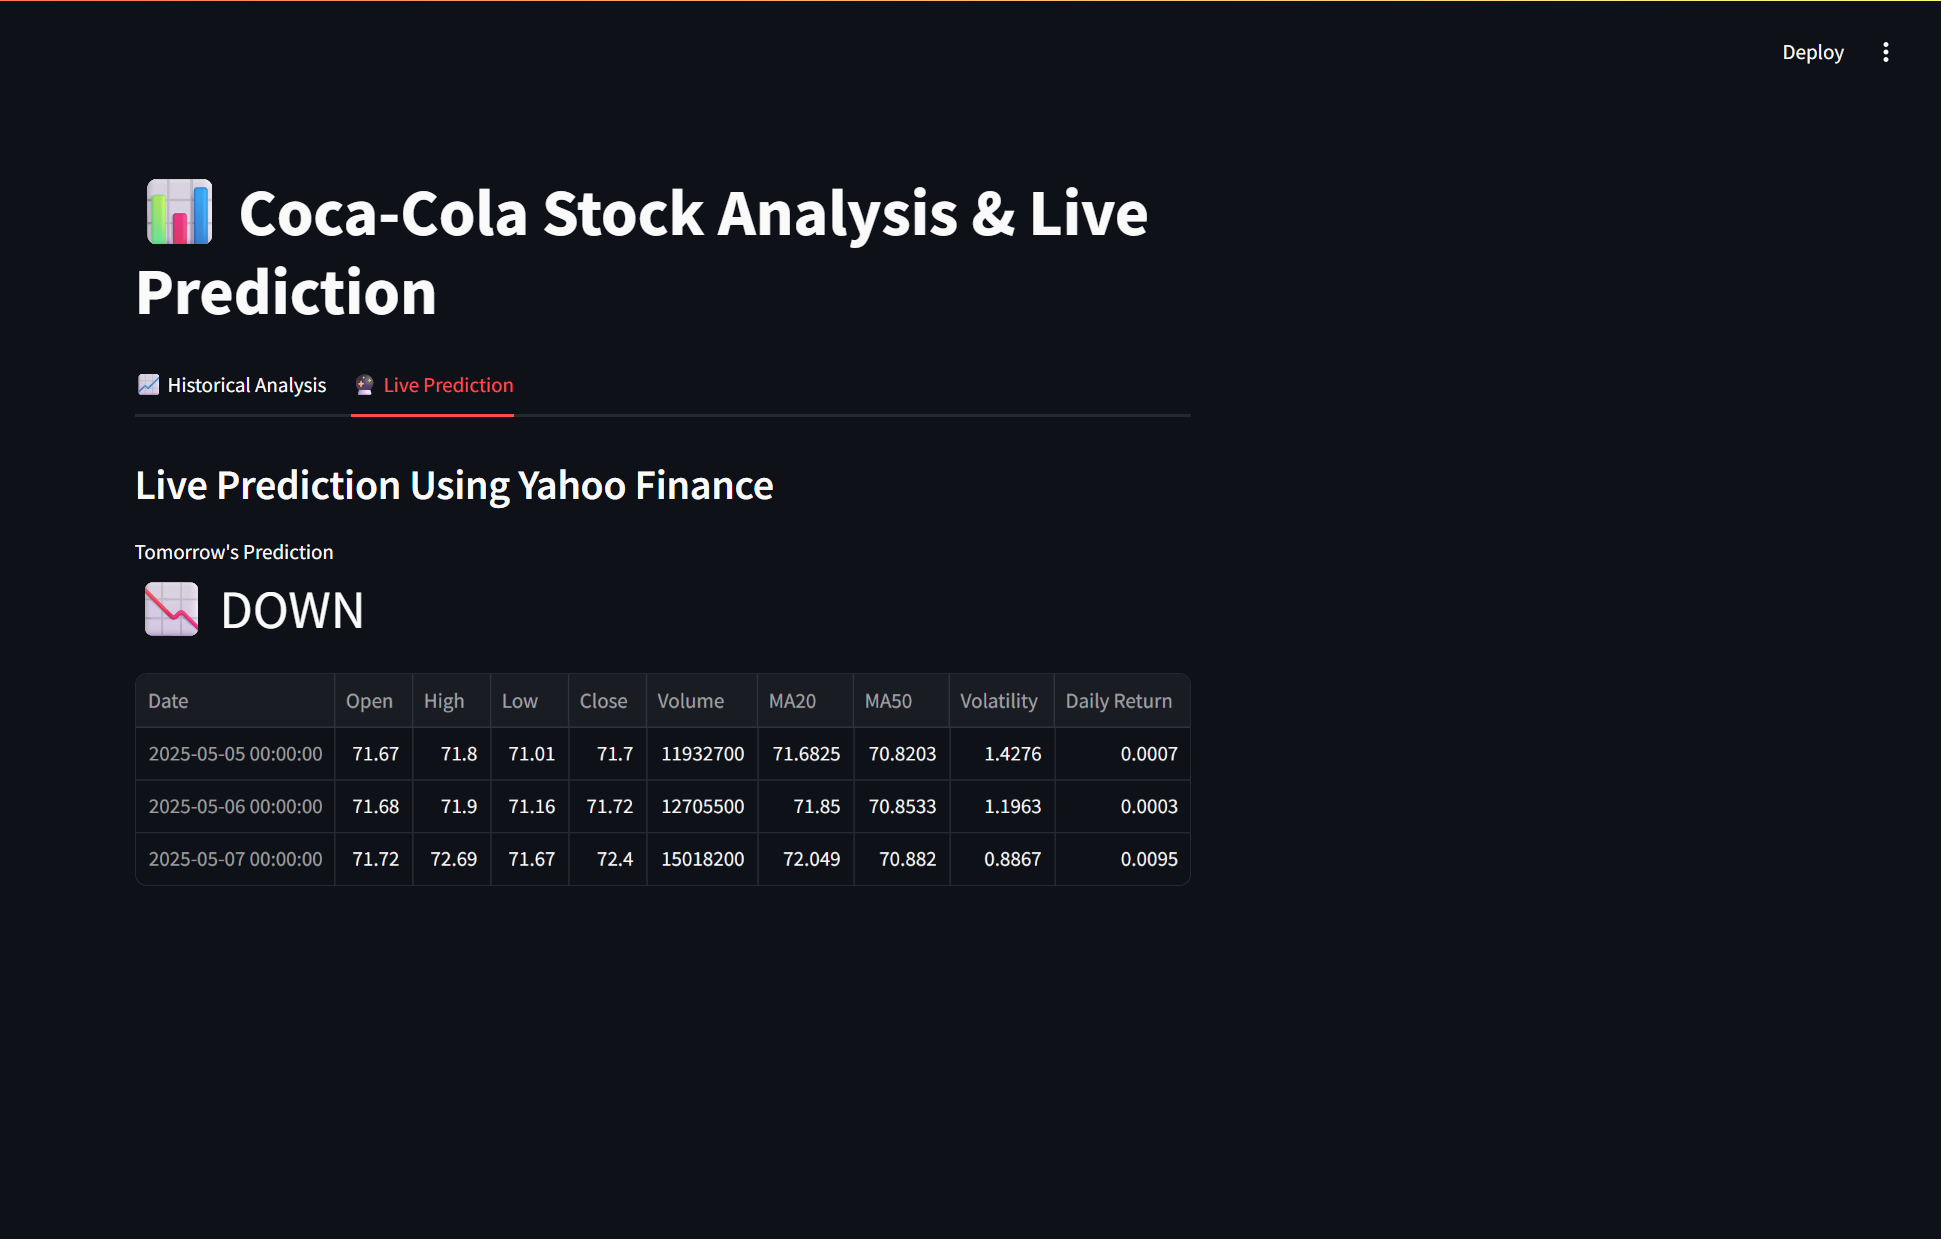 Deploy
Coca-Cola Stock Analysis & Live
Prediction
Historical Analysis Live Prediction
Live Prediction Using Yahoo Finance
Tomorrow's Prediction
DOWN
Date Open High Low Close Volume MA20 MA50 Volatility Daily Return
2025-05-05 00:00:00 71.67 71.8 71.01 71.7 11932700 71.6825 70.8203 1.4276 0.0007
2025-05-06 00:00:00 71.68 71.9 71.16 71.72 12705500 71.85 70.8533 1.1963 0.0003
2025-05-07 00:00:00 71.72 72.69 71.67 72.4 15018200 72.049 70.882 0.8867 0.0095